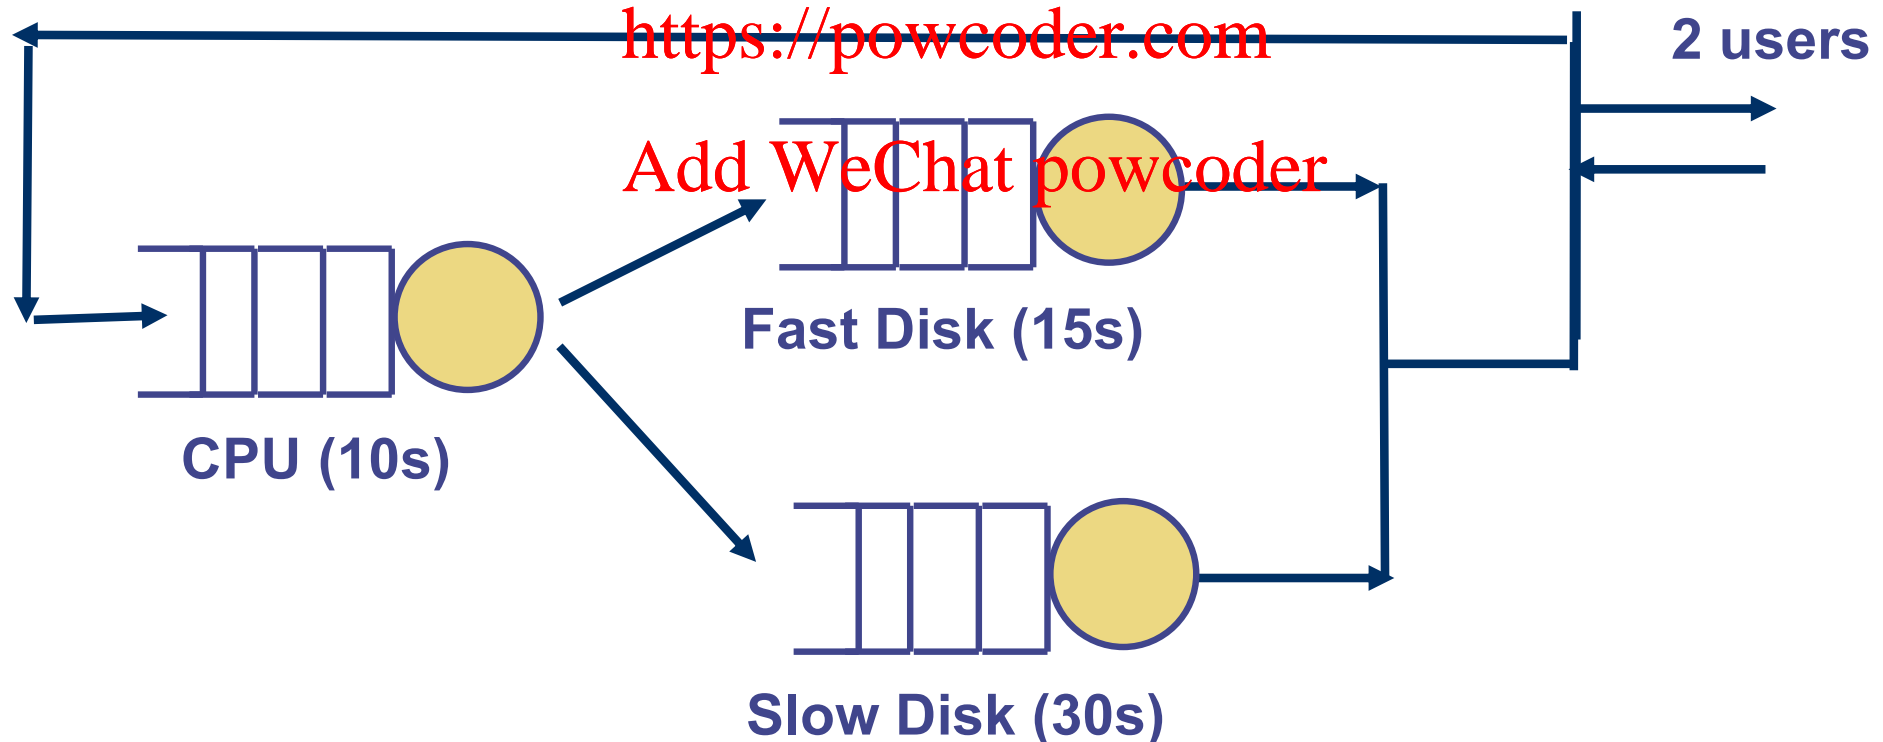 https://powcoder.com
2 users
Add WeChat powcoder
Fast Disk (15s)
CPU (10s)
Slow Disk (30s)